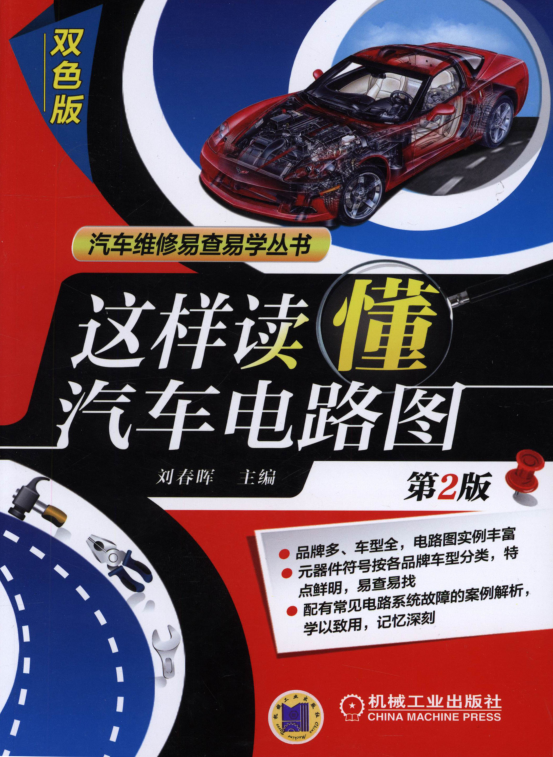 双色版
汽车维修易查易学丛书
这样读懂
汽车电路图
刘春晖 主编
第2版
● 品牌多、车型全，电路图实例丰富
● 元器件符号按各品牌车型分类，特
点鲜明，易查易找
● 配有常见电路系统故障的案例解析，
学以致用，记忆深刻
机械工业出版社
CHINA MACHINE PRESS